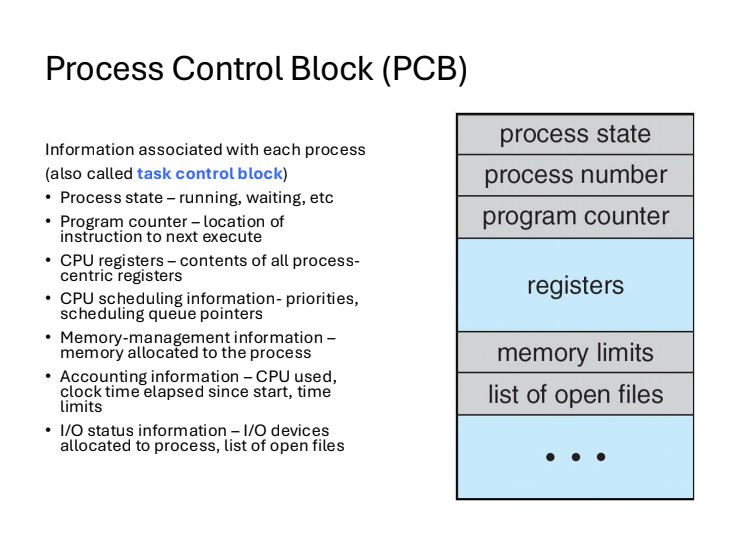 Process Control Block (PCB)
Information associated with each process
(also called task control block)
• Process state – running, waiting, etc
• Program counter – location of
instruction to next execute
• CPU registers – contents of all process-
centric registers
• CPU scheduling information- priorities,
scheduling queue pointers
• Memory-management information –
memory allocated to the process
• Accounting information – CPU used,
clock time elapsed since start, time
limits
• I/O status information – I/O devices
allocated to process, list of open files
process state
process number
program counter
registers
memory limits
list of open files
• • •